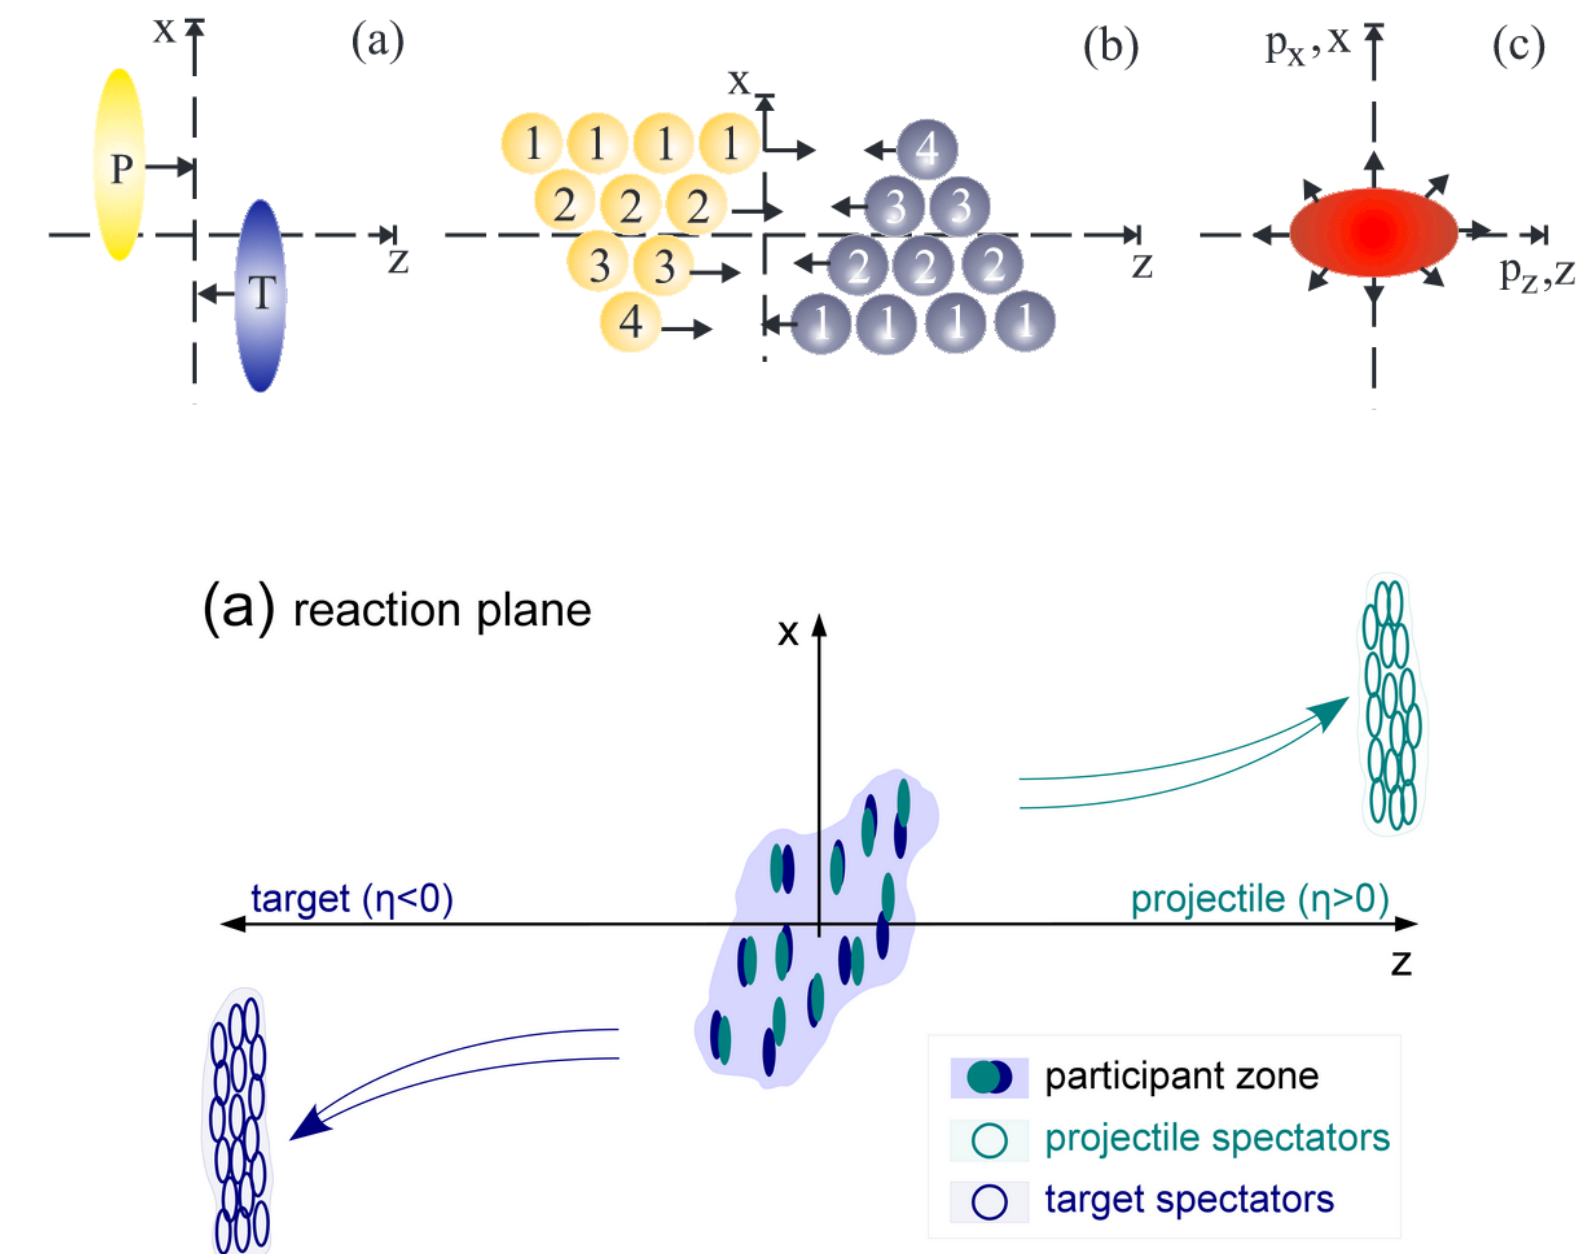 x (a)
P
T
z
(b)
x
1 1 1 1 4
2 2 2 3 3
z
3 3 2 2 2
4 1 1 1 1
pₓ,x (c)
p_z,z
(a) reaction plane
x
target (η<0) projectile (η>0)
z
participant zone
projectile spectators
target spectators